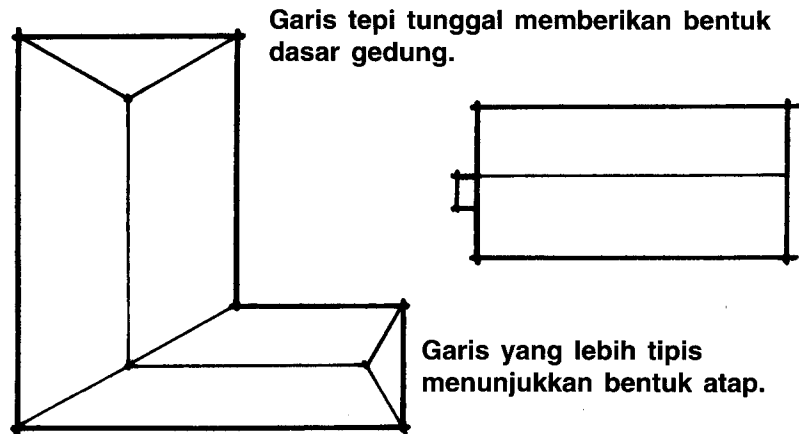 Garis tepi tunggal memberikan bentuk
dasar gedung.
Garis yang lebih tipis
menunjukkan bentuk atap.